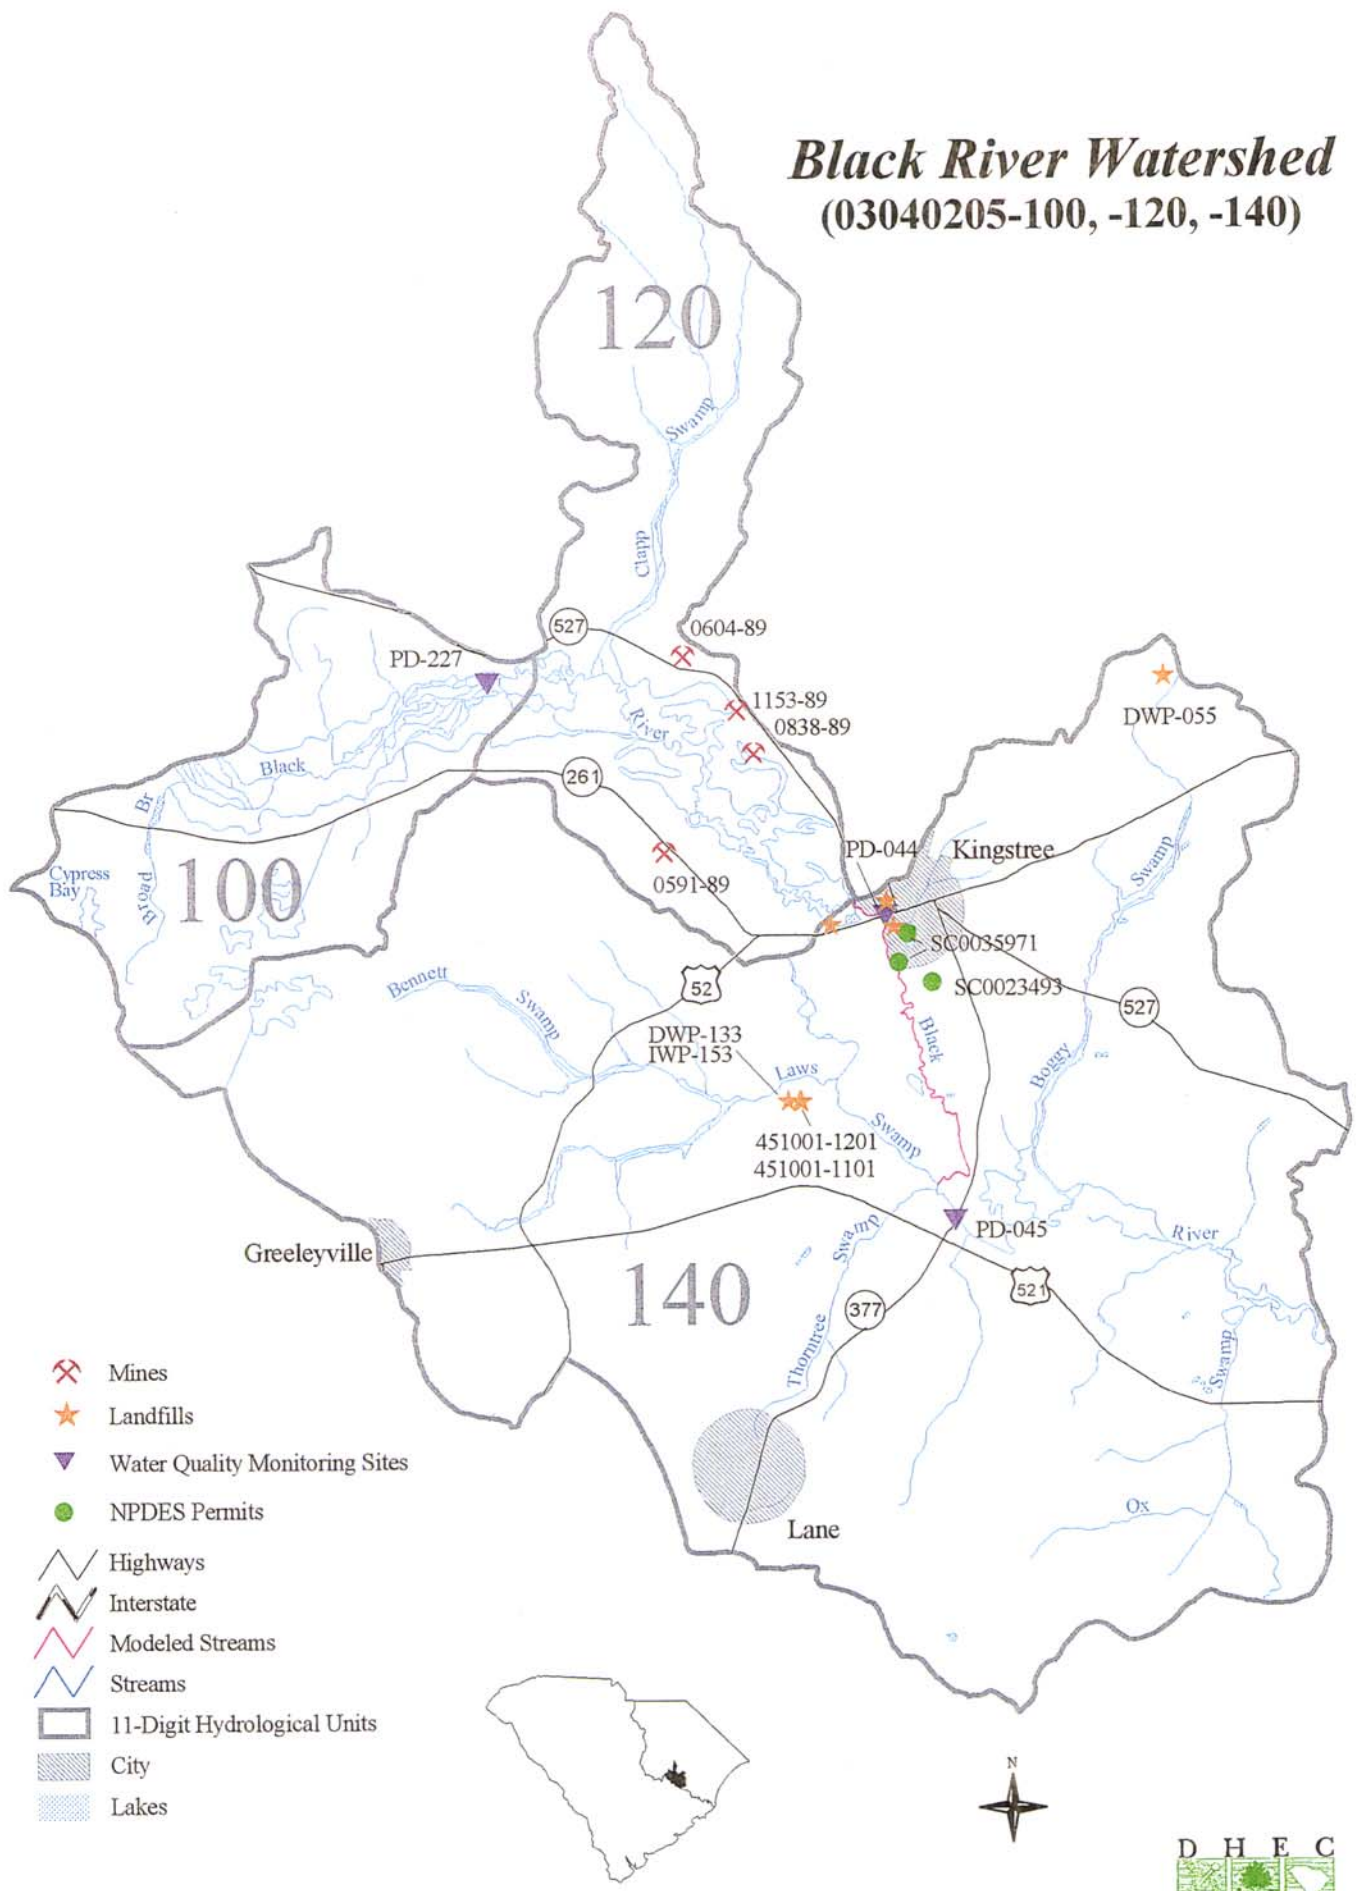 Black River Watershed
(03040205-100, -120, -140)
120
Swamp
Clapp
527
0604-89
PD-227
1153-89
0838-89
River
DWP-055
Black
261
Br
Broad
Cypress
Bay
100
0591-89
PD-044
Kingstree
Swamp
SC0035971
SC0023493
Bennett
Swamp
52
527
DWP-133
IWP-153
Black
Boggy
Laws
Swamp
451001-1201
451001-1101
PD-045
River
Swamp
Greeleyville
140
521
377
Thorntree
Swamp
Lane
Ox
Mines
Landfills
Water Quality Monitoring Sites
NPDES Permits
Highways
Interstate
Modeled Streams
Streams
11-Digit Hydrological Units
City
Lakes
N
D H E C